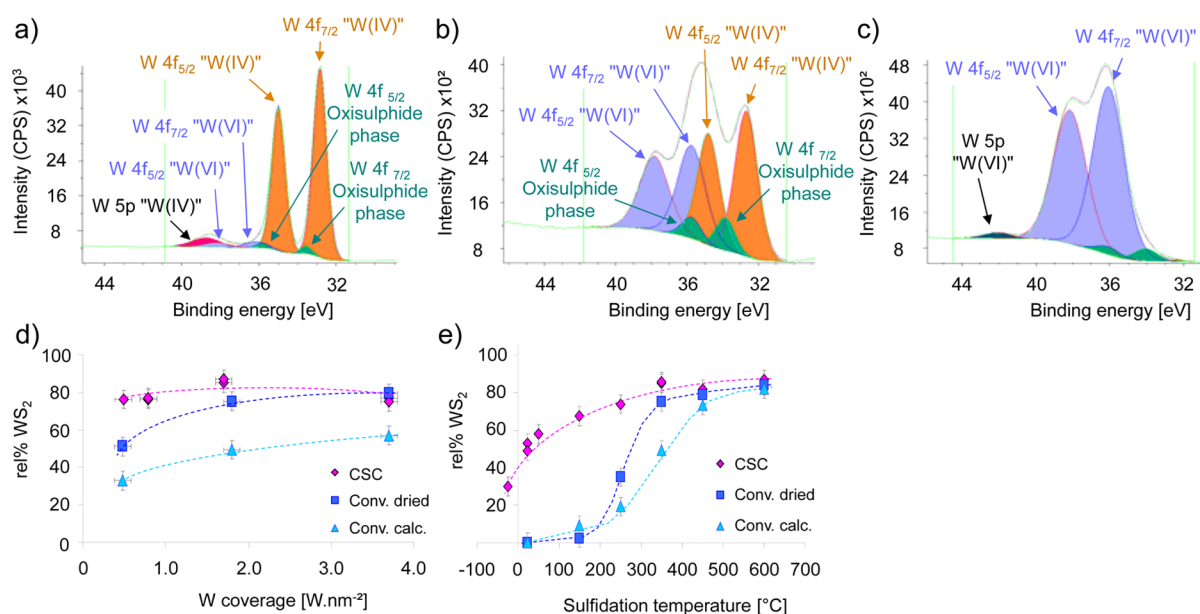 a)
W 4f7/2 "W(IV)"
W 4f5/2 "W(IV)"
W 4f 5/2
Oxisulphide
phase
W 4f7/2 "W(VI)"
W 4f5/2 "W(VI)"
W 4f 7/2
Oxisulphide
phase
W 5p "W(IV)"
Intensity (CPS) x10³
40
32
24
16
8
44
40
36
32
Binding energy [eV]
b)
W 4f5/2 "W(IV)"
W 4f7/2 "W(VI)"
W 4f7/2 "W(IV)"
W 4f5/2 "W(VI)"
W 4f 5/2
Oxisulphide
phase
W 4f 7/2
Oxisulphide
phase
Intensity (CPS) x10²
40
32
24
12
8
44
40
36
32
Binding energy [eV]
c)
W 4f7/2 "W(VI)"
W 4f5/2 "W(VI)"
W 5p
"W(VI)"
Intensity (CPS) x10²
48
40
32
24
12
8
44
40
36
32
Binding energy [eV]
d)
rel% WS2
100
80
60
40
20
0
0.0
1.0
2.0
3.0
4.0
W coverage [W.nm⁻²]
CSC
Conv. dried
Conv. calc.
e)
rel% WS2
100
80
60
40
20
-100
0
100
200
300
400
500
600
700
Sulfidation temperature [°C]
CSC
Conv. dried
Conv. calc.